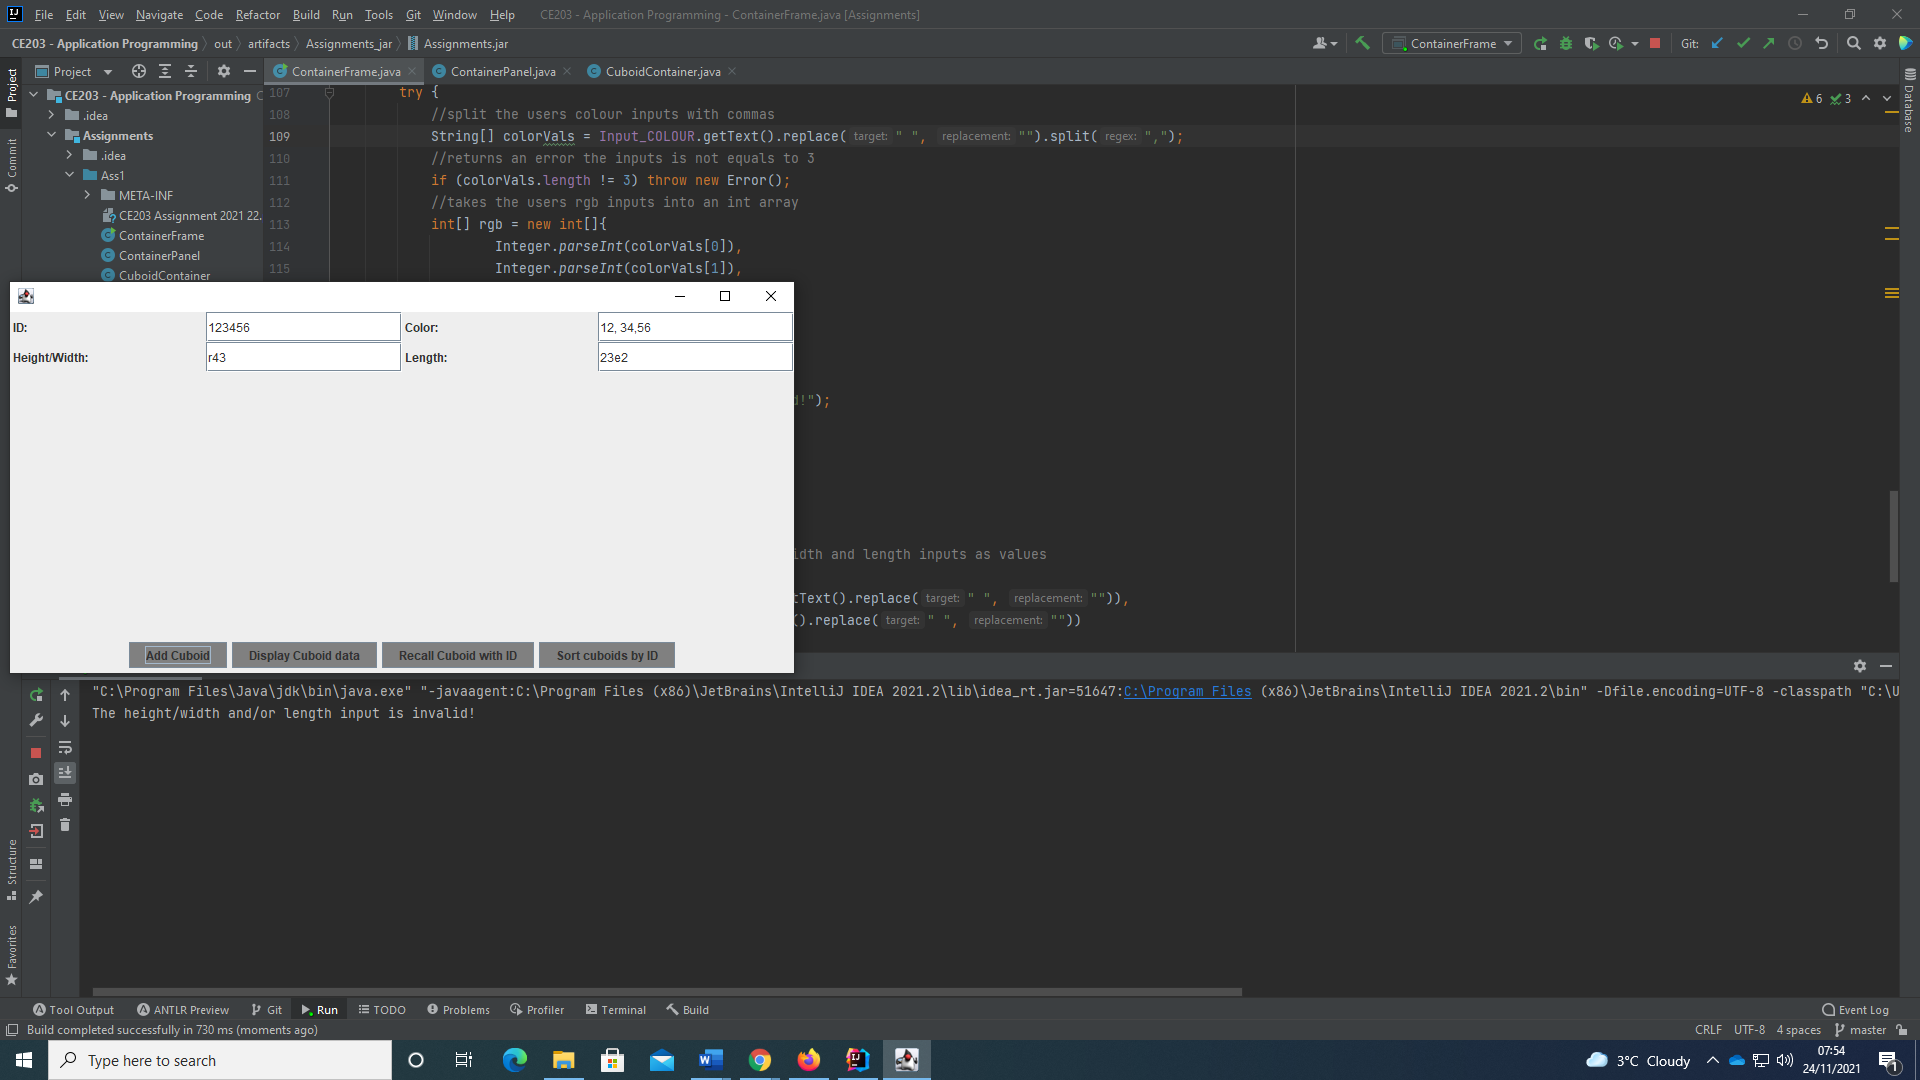 File Edit View Navigate Code Refactor Build Run Tools Git Window Help CE203 - Application Programming - ContainerFrame.java [Assignments]
CE203 - Application Programming out artifacts Assignments_jar Assignments.jar ContainerFrame Git:
Project ContainerFrame.java ContainerPanel.java CuboidContainer.java
Project
Commit
Structure
Favorites
Database
CE203 - Application Programming
.idea
Assignments
.idea
Ass1
META-INF
CE203 Assignment 2021 22.
ContainerFrame
ContainerPanel
CuboidContainer
6 3
107 try {
108 //split the users colour inputs with commas
109 String[] colorVals = Input_COLOUR.getText().replace( target: " ", replacement: "").split( regex: ",");
110 //returns an error the inputs is not equals to 3
111 if (colorVals.length != 3) throw new Error();
112 //takes the users rgb inputs into an int array
113 int[] rgb = new int[]{
114 Integer.parseInt(colorVals[0]),
115 Integer.parseInt(colorVals[1]),
!");
idth and length inputs as values
tText().replace( target: " ", replacement: "")),
().replace( target: " ", replacement: ""))
ID: 123456 Color: 12, 34,56
Height/Width: r43 Length: 23e2
Add Cuboid Display Cuboid data Recall Cuboid with ID Sort cuboids by ID
"C:\Program Files\Java\jdk\bin\java.exe" "-javaagent:C:\Program Files (x86)\JetBrains\IntelliJ IDEA 2021.2\lib\idea_rt.jar=51647:C:\Program Files (x86)\JetBrains\IntelliJ IDEA 2021.2\bin" -Dfile.encoding=UTF-8 -classpath "C:\U
The height/width and/or length input is invalid!
Tool Output ANTLR Preview Git Run TODO Problems Profiler Terminal Build Event Log
Build completed successfully in 730 ms (moments ago) CRLF UTF-8 4 spaces master
Type here to search 3°C Cloudy 07:54
24/11/2021
1